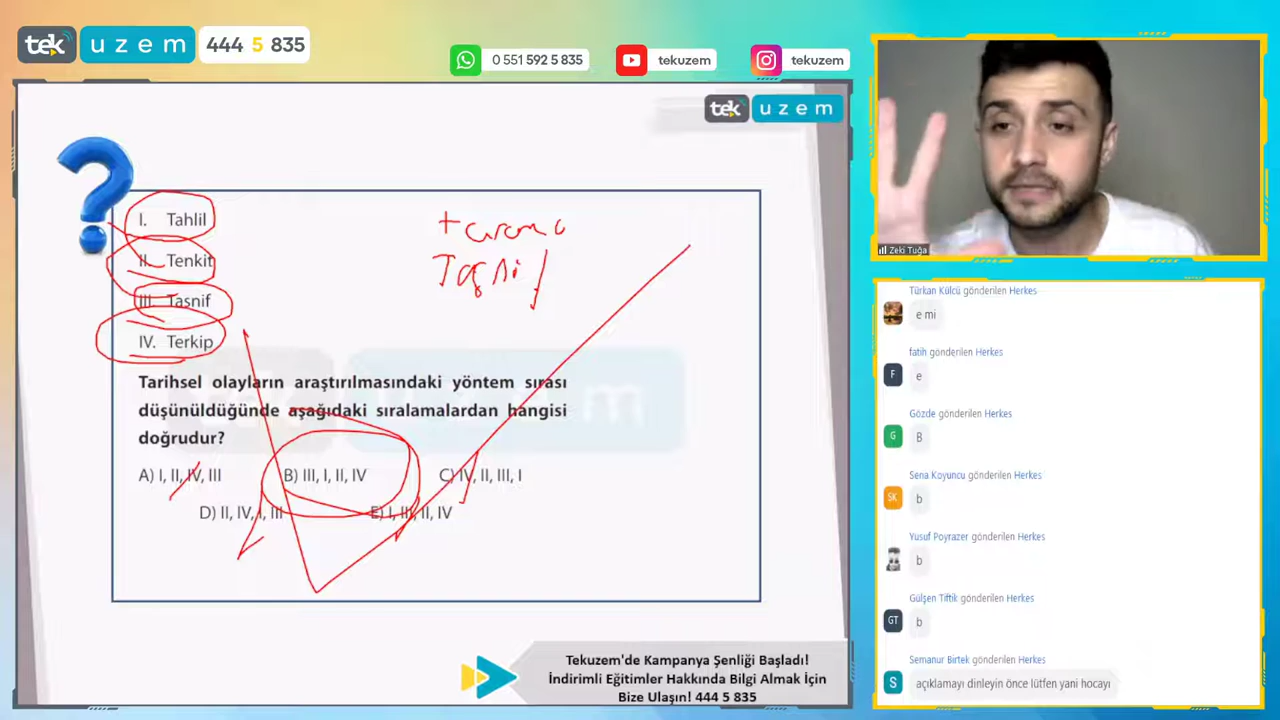 tek uzem 444 5 835
0 551 592 5 835
tekuzem
tekuzem
tek uzem
I. Tahlil
II. Tenkit
III. Tasnif
IV. Terkip
tarama
Tasnif
Tarihsel olayların araştırılmasındaki yöntem sırası
düşünüldüğünde aşağıdaki sıralamalardan hangisi
doğrudur?
A) I, II, IV, III B) III, I, II, IV C) IV, II, III, I
D) II, IV, I, III E) I, III, II, IV
Tekuzem'de Kampanya Şenliği Başladı!
İndirimli Eğitimler Hakkında Bilgi Almak İçin
Bize Ulaşın! 444 5 835
Zeki Tuğa
Türkan Külcü gönderilen Herkes
e mi
fatih gönderilen Herkes
F e
Gözde gönderilen Herkes
G B
Sena Koyuncu gönderilen Herkes
SK b
Yusuf Poyrazer gönderilen Herkes
b
Gülşen Tiftik gönderilen Herkes
GT b
Semanur Birtek gönderilen Herkes
S açıklamayı dinleyin önce lütfen yani hocayı